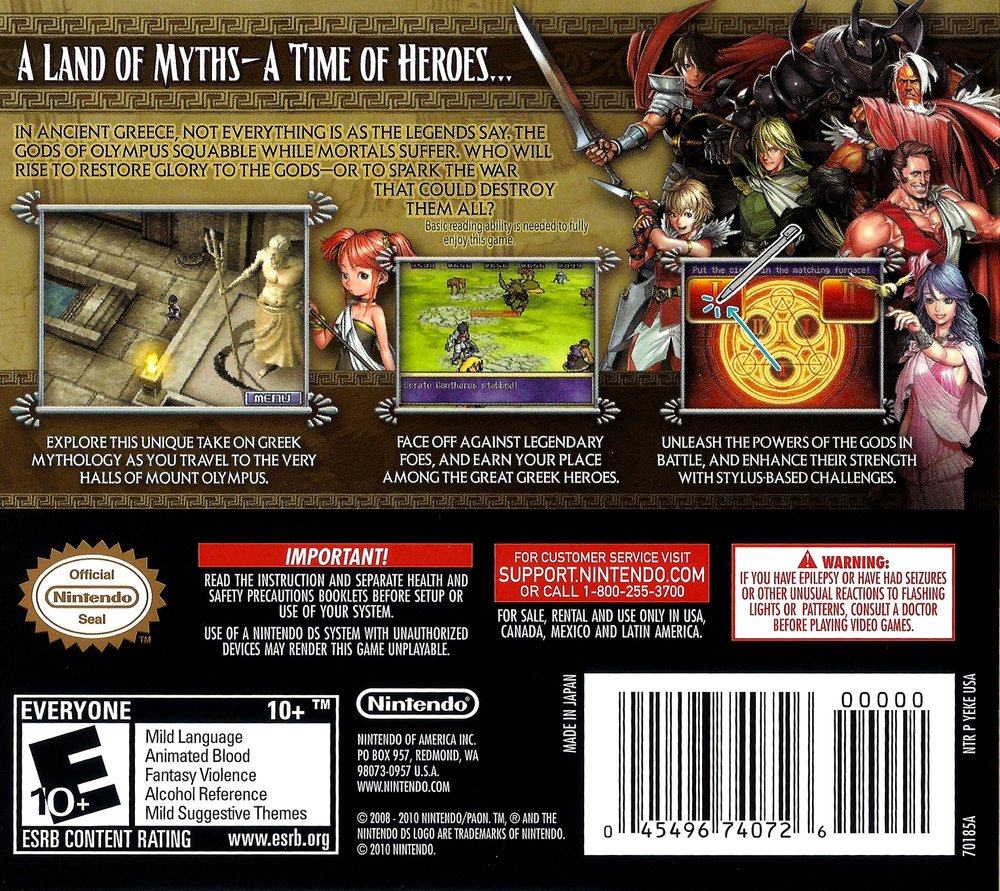 A LAND OF MYTHS–A TIME OF HEROES...
IN ANCIENT GREECE, NOT EVERYTHING IS AS THE LEGENDS SAY. THE
GODS OF OLYMPUS SQUABBLE WHILE MORTALS SUFFER. WHO WILL
RISE TO RESTORE GLORY TO THE GODS—OR TO SPARK THE WAR
THAT COULD DESTROY
THEM ALL?
Basic reading ability is needed to fully
enjoy this game.
MENU
Cerate Cantharus stabbed!
Put the ci in the matching furnace!
I
II
II
I
EXPLORE THIS UNIQUE TAKE ON GREEK
MYTHOLOGY AS YOU TRAVEL TO THE VERY
HALLS OF MOUNT OLYMPUS.
FACE OFF AGAINST LEGENDARY
FOES, AND EARN YOUR PLACE
AMONG THE GREAT GREEK HEROES.
UNLEASH THE POWERS OF THE GODS IN
BATTLE, AND ENHANCE THEIR STRENGTH
WITH STYLUS-BASED CHALLENGES.
Official
Nintendo
Seal
TM
IMPORTANT!
READ THE INSTRUCTION AND SEPARATE HEALTH AND
SAFETY PRECAUTIONS BOOKLETS BEFORE SETUP OR
USE OF YOUR SYSTEM.
USE OF A NINTENDO DS SYSTEM WITH UNAUTHORIZED
DEVICES MAY RENDER THIS GAME UNPLAYABLE.
FOR CUSTOMER SERVICE VISIT
SUPPORT.NINTENDO.COM
OR CALL 1-800-255-3700
FOR SALE, RENTAL AND USE ONLY IN USA,
CANADA, MEXICO AND LATIN AMERICA.
WARNING:
IF YOU HAVE EPILEPSY OR HAVE HAD SEIZURES
OR OTHER UNUSUAL REACTIONS TO FLASHING
LIGHTS OR PATTERNS, CONSULT A DOCTOR
BEFORE PLAYING VIDEO GAMES.
EVERYONE 10+ ™
E
10+
Mild Language
Animated Blood
Fantasy Violence
Alcohol Reference
Mild Suggestive Themes
ESRB CONTENT RATING www.esrb.org
Nintendo®
NINTENDO OF AMERICA INC.
PO BOX 957, REDMOND, WA
98073-0957 U.S.A.
WWW.NINTENDO.COM
© 2008 - 2010 NINTENDO/PAON. TM, ® AND THE
NINTENDO DS LOGO ARE TRADEMARKS OF NINTENDO.
© 2010 NINTENDO.
MADE IN JAPAN
00000
0 45496 74072 6
NTR P YEKE USA
70185A